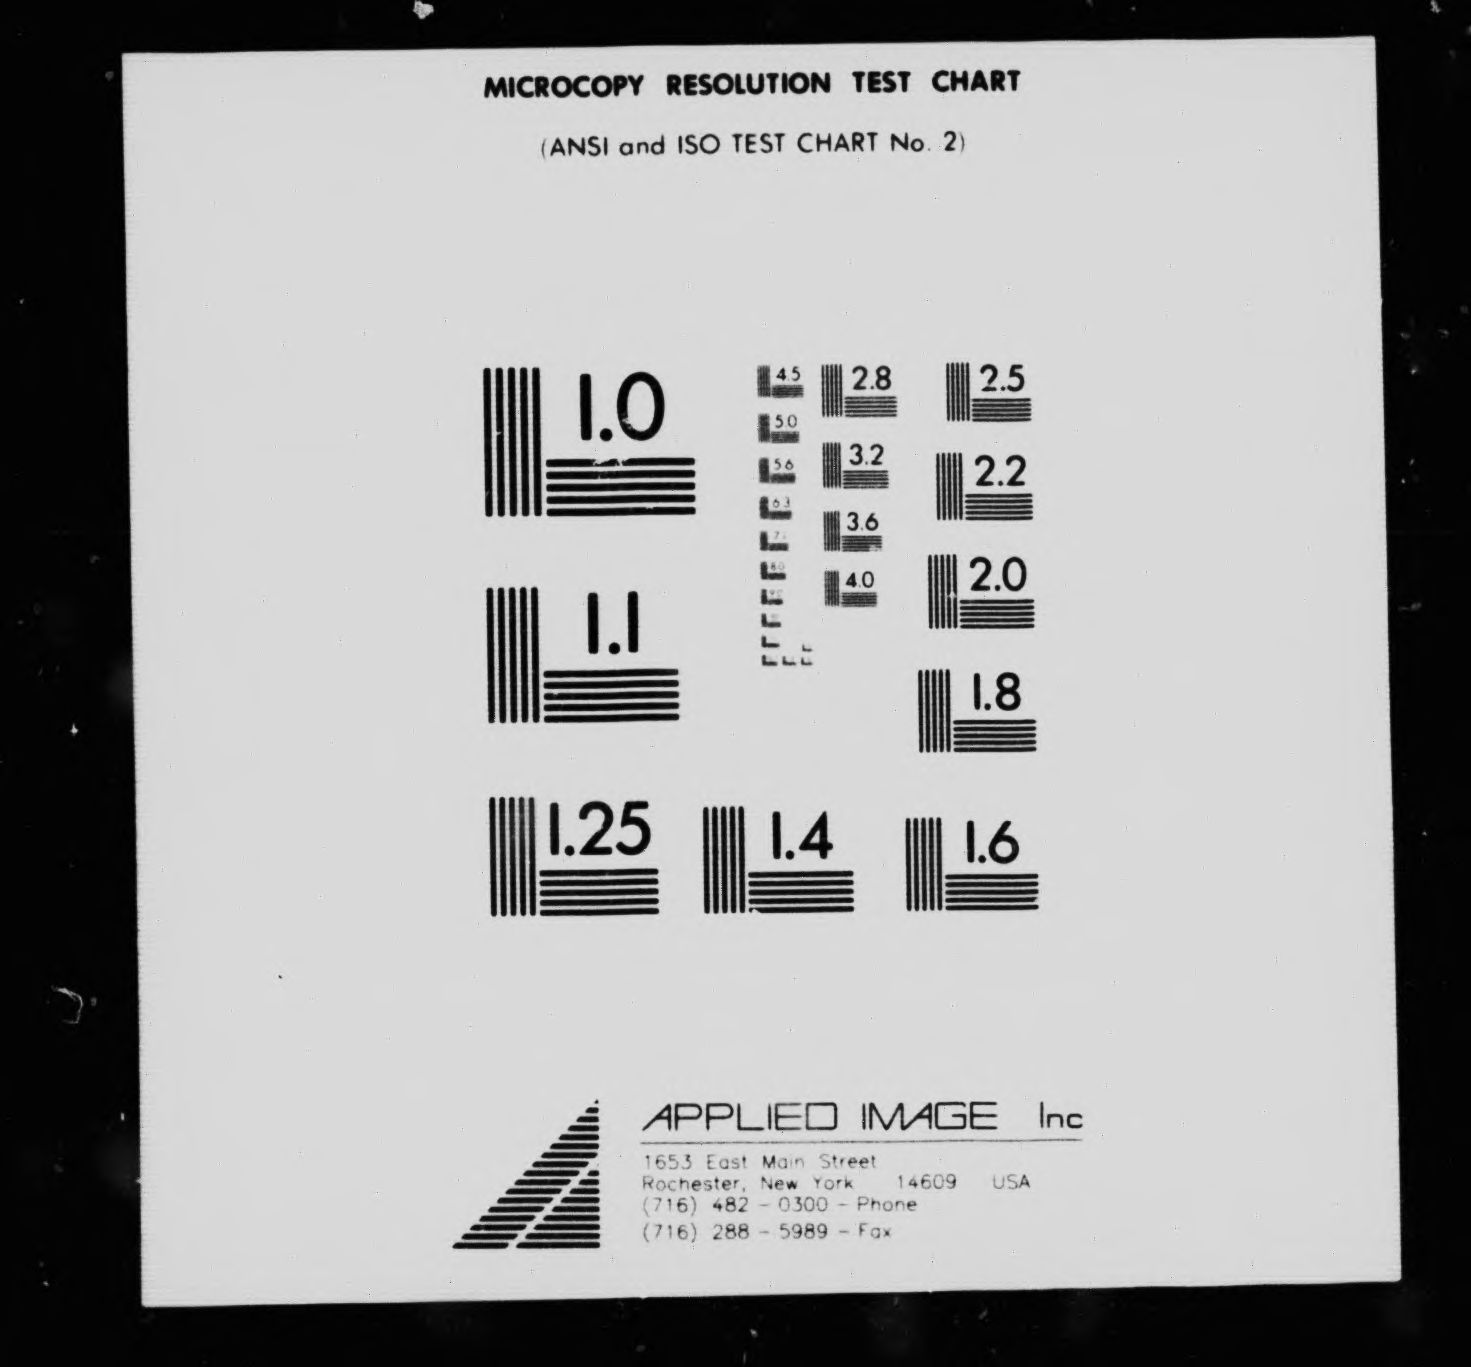 MICROCOPY RESOLUTION TEST CHART
(ANSI and ISO TEST CHART No. 2)
1.0
4.5 2.8 2.5
5.0
5.6 3.2 2.2
6.3
3.6
8.0 4.0 2.0
1.1
1.8
1.25 1.4 1.6
APPLIED IMAGE Inc
1653 East Main Street
Rochester, New York 14609 USA
(716) 482 - 0300 - Phone
(716) 288 - 5989 - Fax